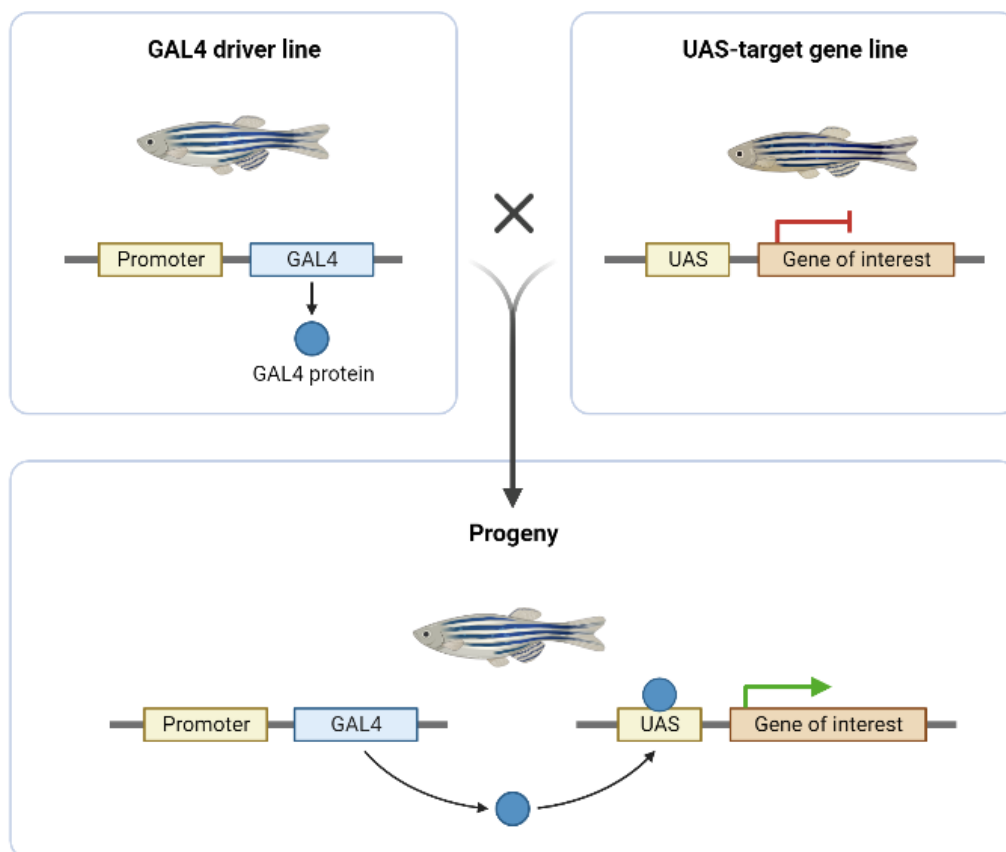 GAL4 driver line
UAS-target gene line
Promoter
GAL4
UAS
Gene of interest
GAL4 protein
Progeny
Promoter
GAL4
UAS
Gene of interest